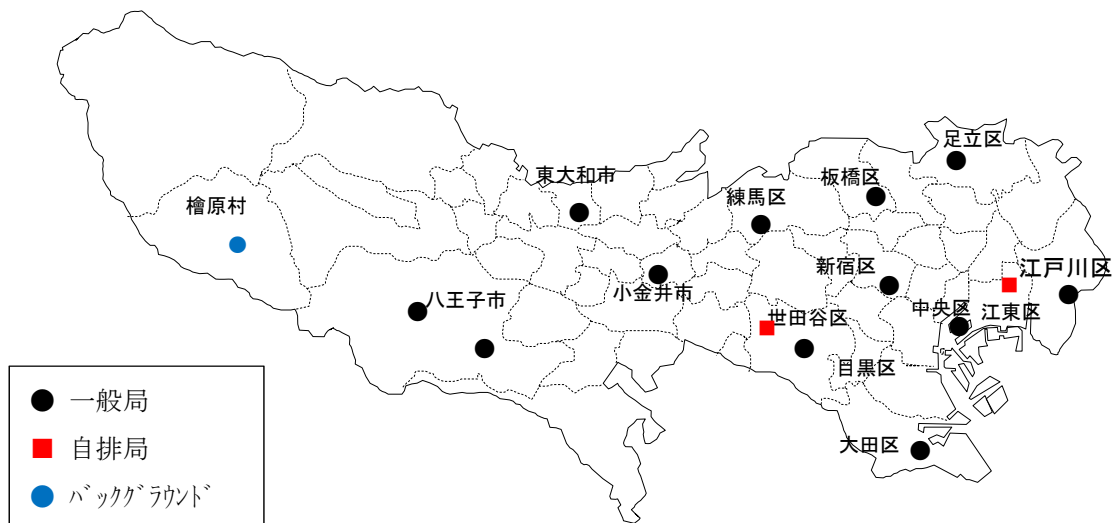 足立区
東大和市
板橋区
練馬区
檜原村
新宿区
江戸川区
小金井市
八王子市
中央区
江東区
世田谷区
目黒区
大田区
一般局
自排局
ﾊﾞｯｸｸﾞﾗｳﾝﾄﾞ